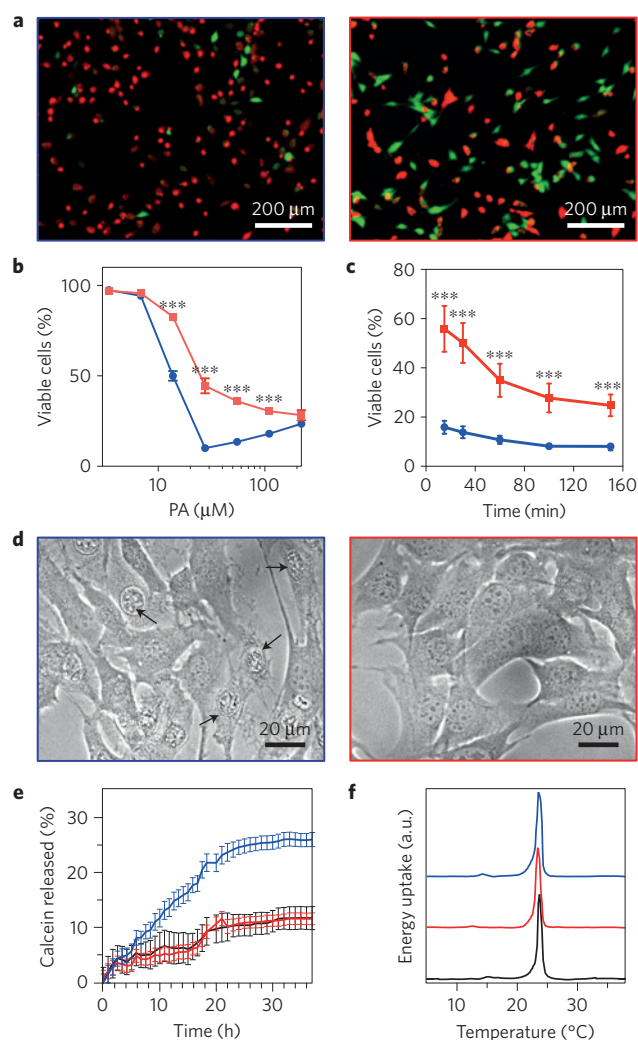 a
200 µm
200 µm
b
Viable cells (%)
100
50
0
10
100
PA (µM)
***
***
***
***
c
Viable cells (%)
80
60
40
20
0
0
40
80
120
160
Time (min)
***
***
***
***
***
d
20 µm
20 µm
e
Calcein released (%)
30
20
10
0
0
10
20
30
Time (h)
f
Energy uptake (a.u.)
10
20
30
Temperature (°C)